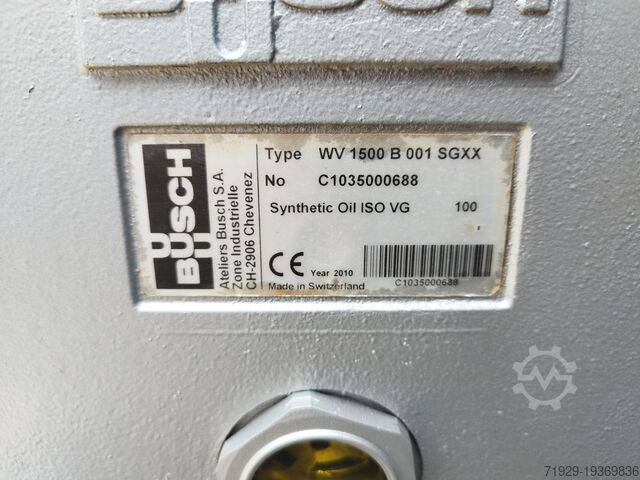 BUSCH
BUSCH
Ateliers Busch S.A.
Zone Industrielle
CH-2906 Chevenez
Type WV 1500 B 001 SGXX
No C1035000688
Synthetic Oil ISO VG 100
CE Year 2010
Made in Switzerland
C1035000688
71929-19369836